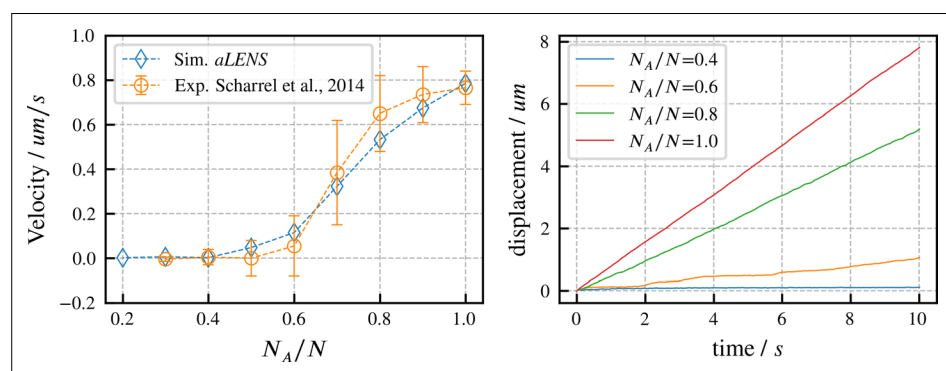 Velocity / um/s
1.0
0.8
0.6
0.4
0.2
0.0
−0.2
Sim. aLENS
Exp. Scharrel et al., 2014
0.2 0.4 0.6 0.8 1.0
N_A/N
displacement / um
8
6
4
2
0
N_A/N=0.4
N_A/N=0.6
N_A/N=0.8
N_A/N=1.0
0 2 4 6 8 10
time / s